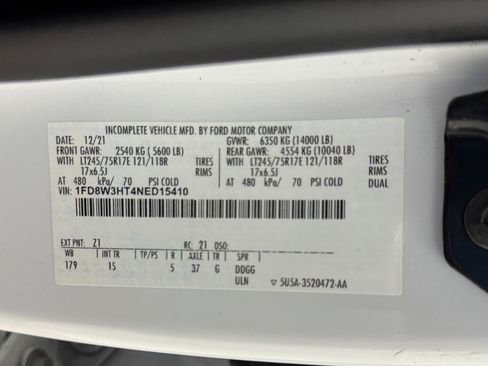 INCOMPLETE VEHICLE MFD. BY FORD MOTOR COMPANY
DATE: 12/21 GVWR: 6350 KG (14000 LB)
FRONT GAWR: 2540 KG ( 5600 LB) REAR GAWR: 4554 KG (10040 LB)
WITH LT245/75R17E 121/118R TIRES WITH LT245/75R17E 121/118R TIRES
17x6.5J RIMS 17x6.5J RIMS
AT 480 kPa/ 70 PSI COLD AT 480 kPa/ 70 PSI COLD DUAL
VIN: 1FD8W3HT4NED15410
EXT PNT: Z1 RC: 21 DSO:
WB INT TR TP/PS R AXLE TR SPR
179 1S 5 37 G DDGG
ULN ▽ 5U5A-3520472-AA